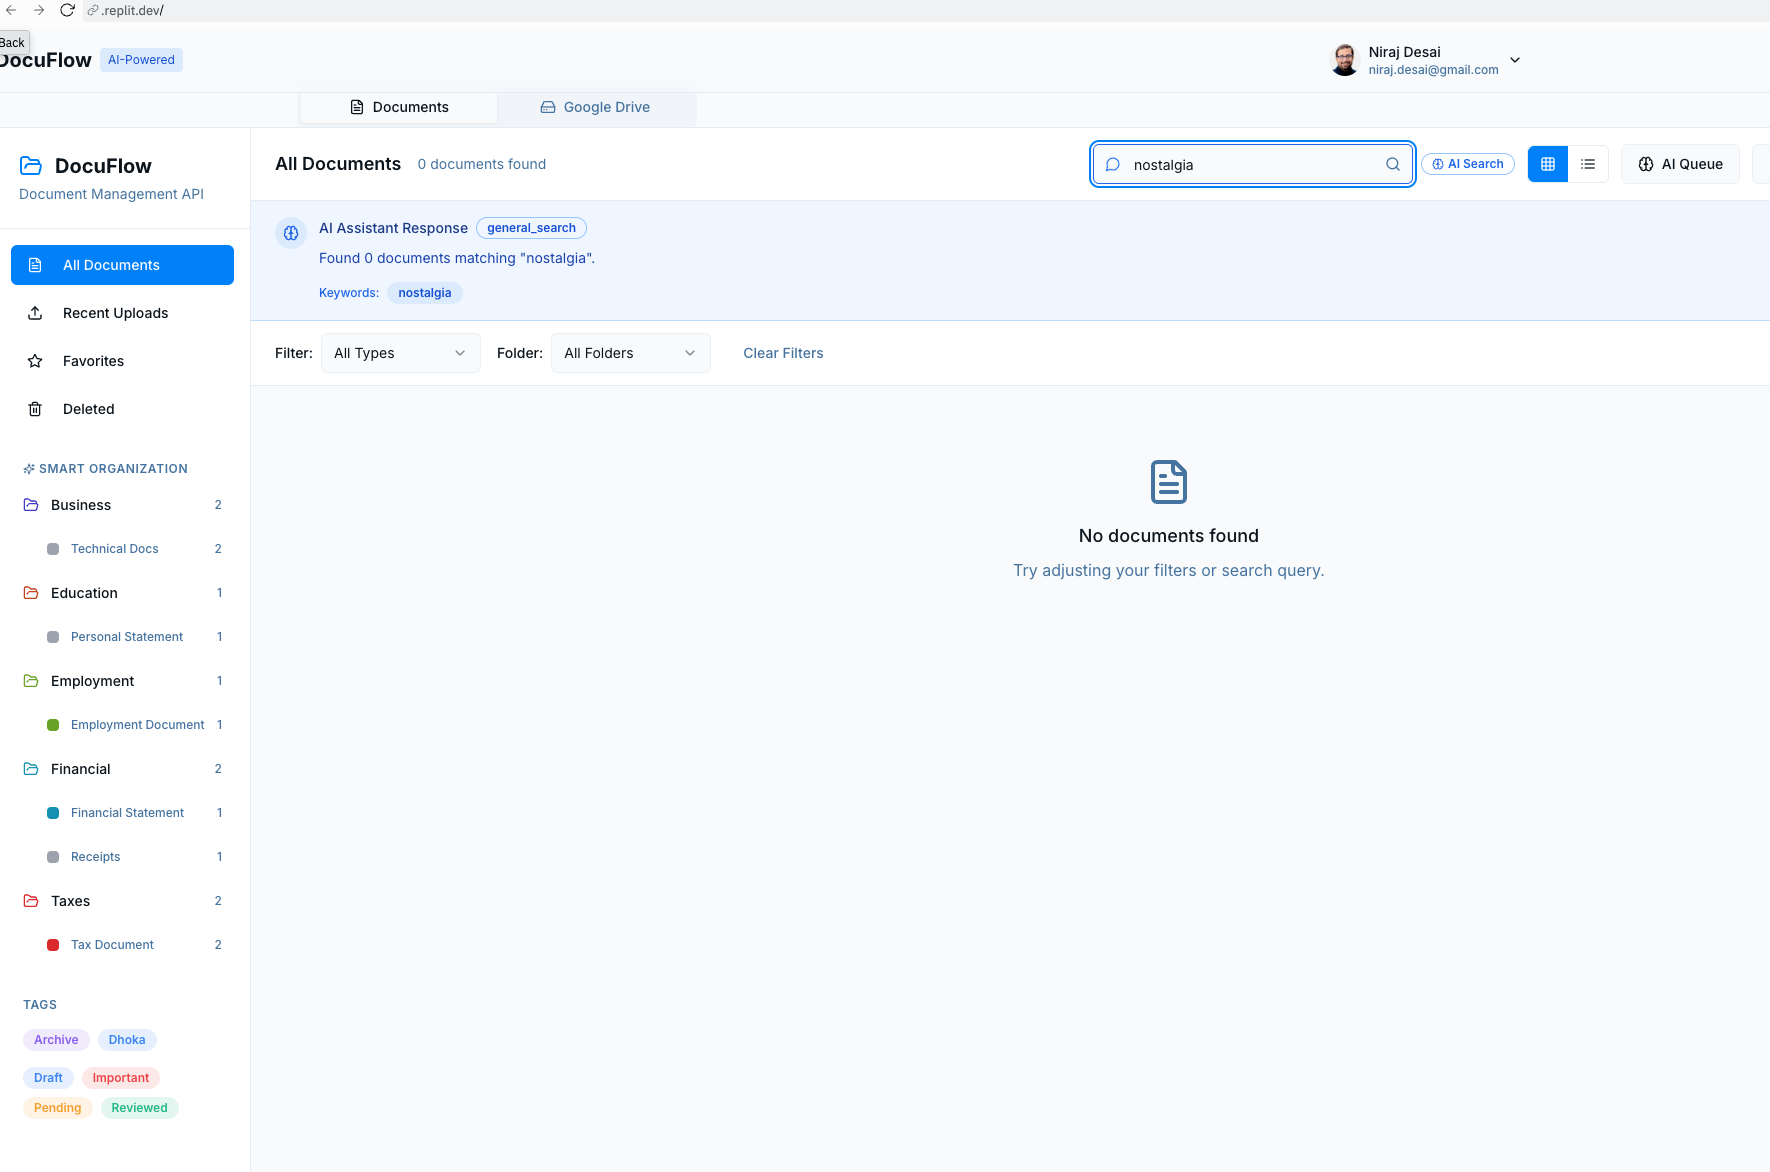 .replit.dev/
Back
DocuFlow AI-Powered
Niraj Desai
niraj.desai@gmail.com
Documents Google Drive
DocuFlow
Document Management API
All Documents
Recent Uploads
Favorites
Deleted
SMART ORGANIZATION
Business 2
Technical Docs 2
Education 1
Personal Statement 1
Employment 1
Employment Document 1
Financial 2
Financial Statement 1
Receipts 1
Taxes 2
Tax Document 2
TAGS
Archive Dhoka
Draft Important
Pending Reviewed
All Documents 0 documents found
nostalgia AI Search AI Queue
AI Assistant Response general_search
Found 0 documents matching "nostalgia".
Keywords: nostalgia
Filter: All Types Folder: All Folders Clear Filters
No documents found
Try adjusting your filters or search query.